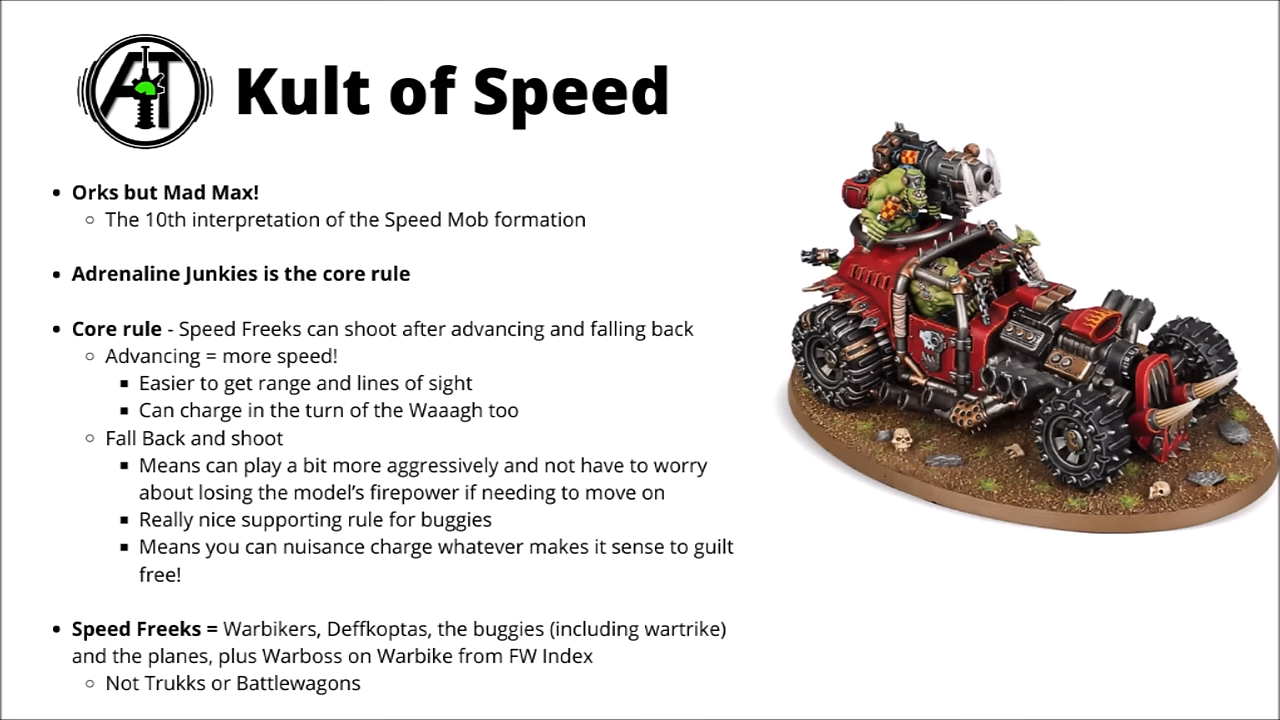 AT
Kult of Speed
• Orks but Mad Max!
○ The 10th interpretation of the Speed Mob formation
• Adrenaline Junkies is the core rule
• Core rule - Speed Freeks can shoot after advancing and falling back
○ Advancing = more speed!
▪ Easier to get range and lines of sight
▪ Can charge in the turn of the Waaagh too
○ Fall Back and shoot
▪ Means can play a bit more aggressively and not have to worry
about losing the model’s firepower if needing to move on
▪ Really nice supporting rule for buggies
▪ Means you can nuisance charge whatever makes it sense to guilt
free!
• Speed Freeks = Warbikers, Deffkoptas, the buggies (including wartrike)
and the planes, plus Warboss on Warbike from FW Index
○ Not Trukks or Battlewagons